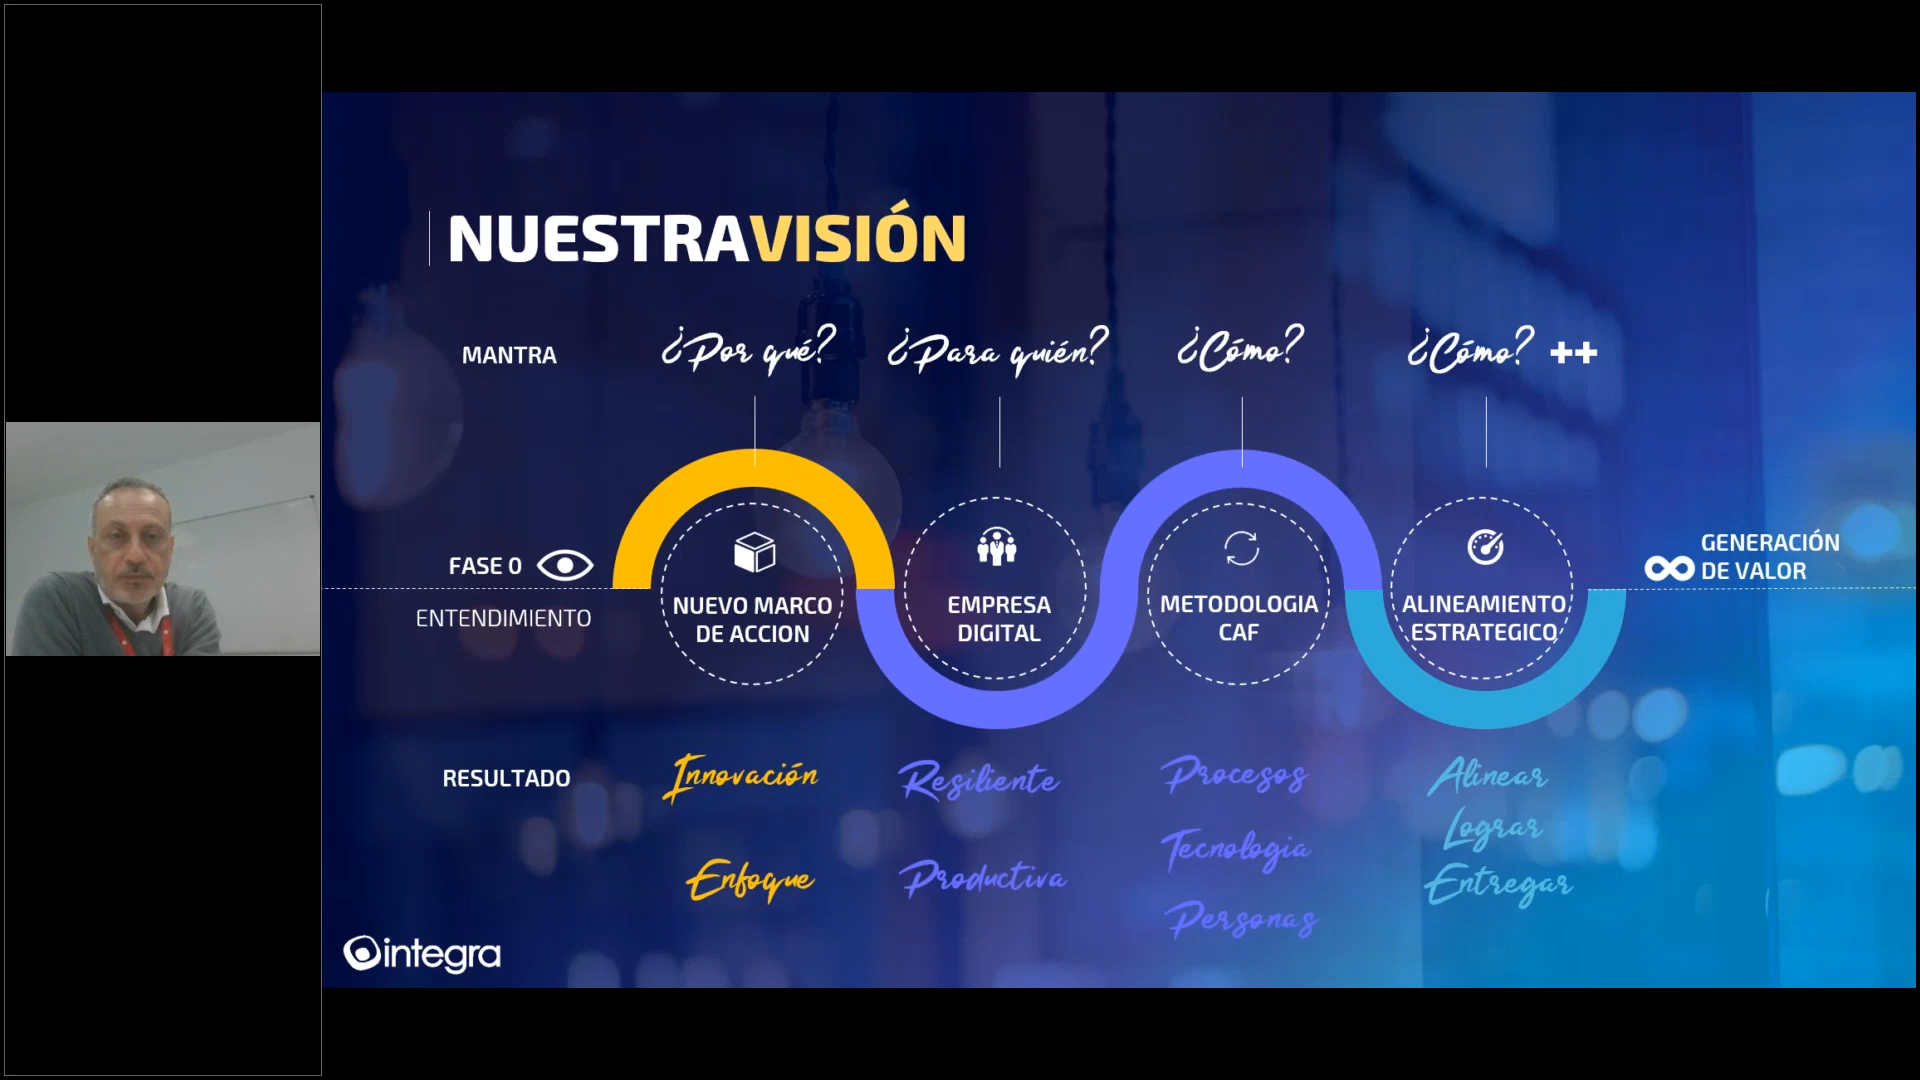 NUESTRAVISIÓN
MANTRA
¿Por qué?
¿Para quién?
¿Cómo?
¿Cómo? ++
FASE 0
ENTENDIMIENTO
NUEVO MARCO
DE ACCION
EMPRESA
DIGITAL
METODOLOGIA
CAF
ALINEAMIENTO
ESTRATEGICO
GENERACIÓN
DE VALOR
RESULTADO
Innovación
Enfoque
Resiliente
Productiva
Procesos
Tecnologia
Personas
Alinear
Lograr
Entregar
integra